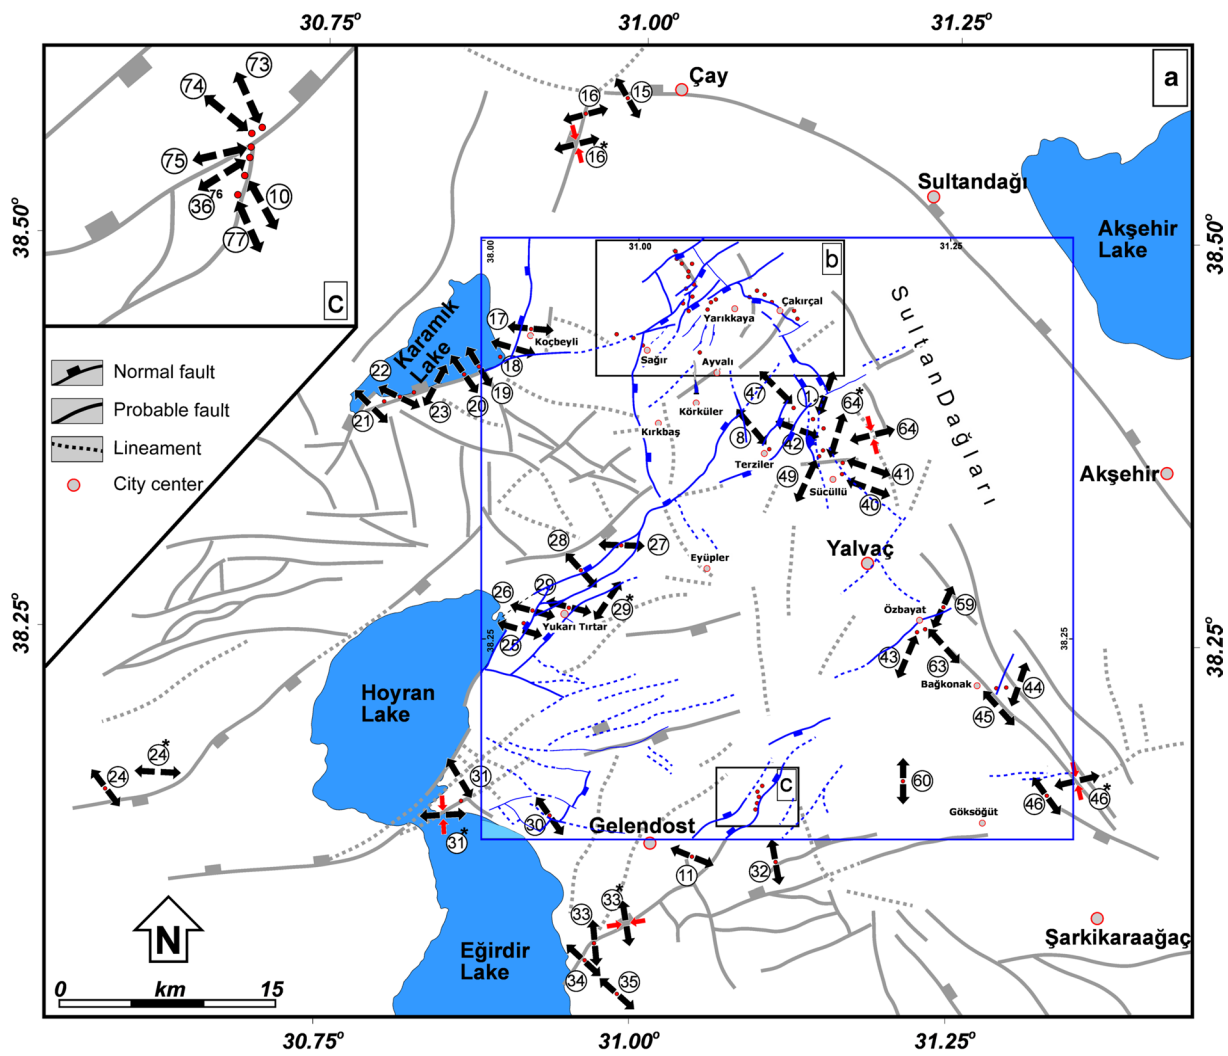 30.75°
31.00°
31.25°
a
73
74
75
36
76
10
77
C
16
15
Çay
16*
Sultandağı
Akşehir
Lake
38.50°
38.50°
38.00
31.00
31.25
b
Çakırçal
Yarıkkaya
Sağır
Ayvalı
Sultan Dağları
17
Koçbeyli
Karamık
Lake
18
19
20
22
23
21
Normal fault
Probable fault
Lineament
City center
Körküler
Kırkbaş
47
1
64*
64
8
42
Terziler
49
Sücüllü
41
40
Akşehir
28
27
Eyüpler
Yalvaç
26
29
29*
Yukarı Tırtar
25
38.25°
38.25
38.25
38.25°
Özbayat
59
43
63
Bağkonak
44
45
Hoyran
Lake
24
24*
31
31*
30
C
60
46
46*
Göksöğüt
Gelendost
11
32
33
33*
34
35
Şarkikaraağaç
Eğirdir
Lake
N
0
km
15
30.75°
31.00°
31.25°